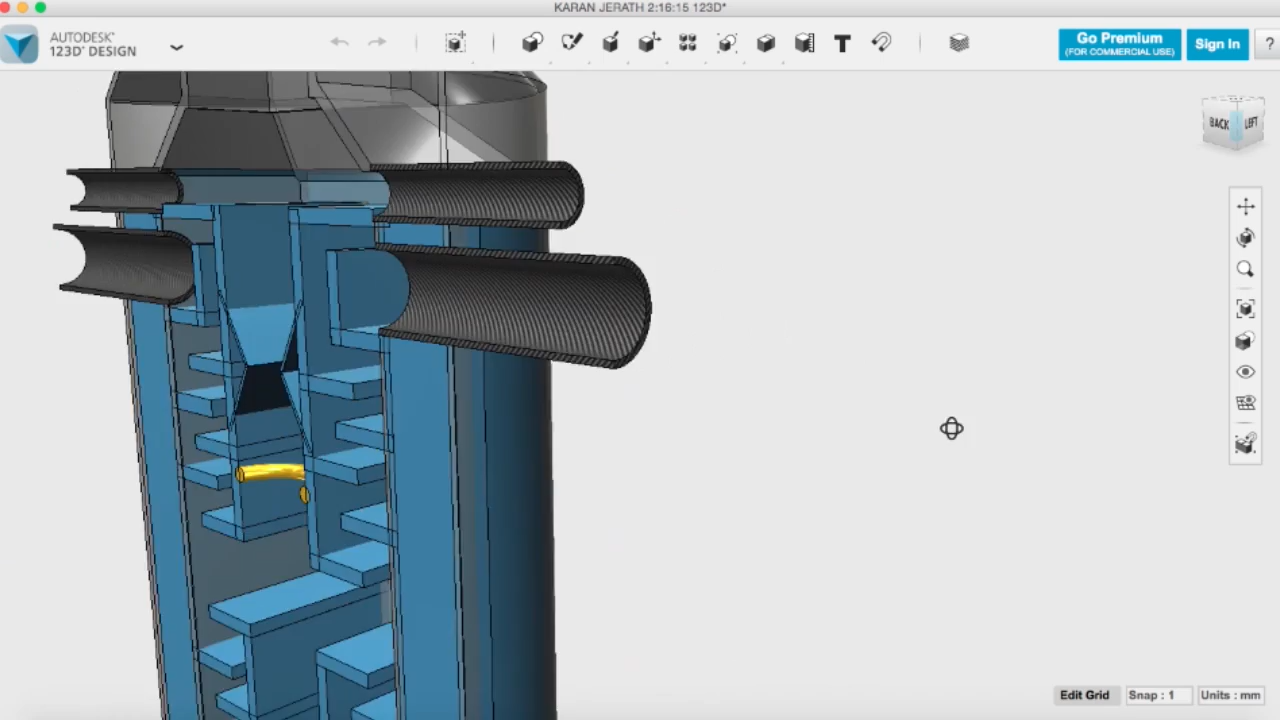 KARAN JERATH 2:16:15 123D*
AUTODESK®
123D® DESIGN
Go Premium
(FOR COMMERCIAL USE)
Sign In
?
T
BACK
LEFT
Edit Grid
Snap : 1
Units : mm